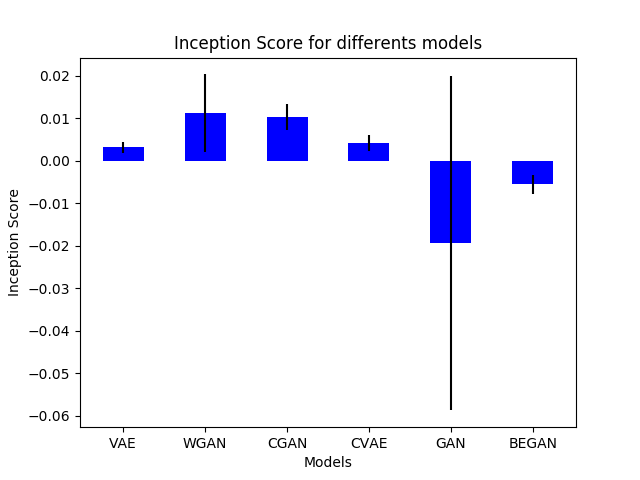 Inception Score for differents models
0.02
0.01
0.00
−0.01
−0.02
−0.03
−0.04
−0.05
−0.06
Inception Score
VAE WGAN CGAN CVAE GAN BEGAN
Models